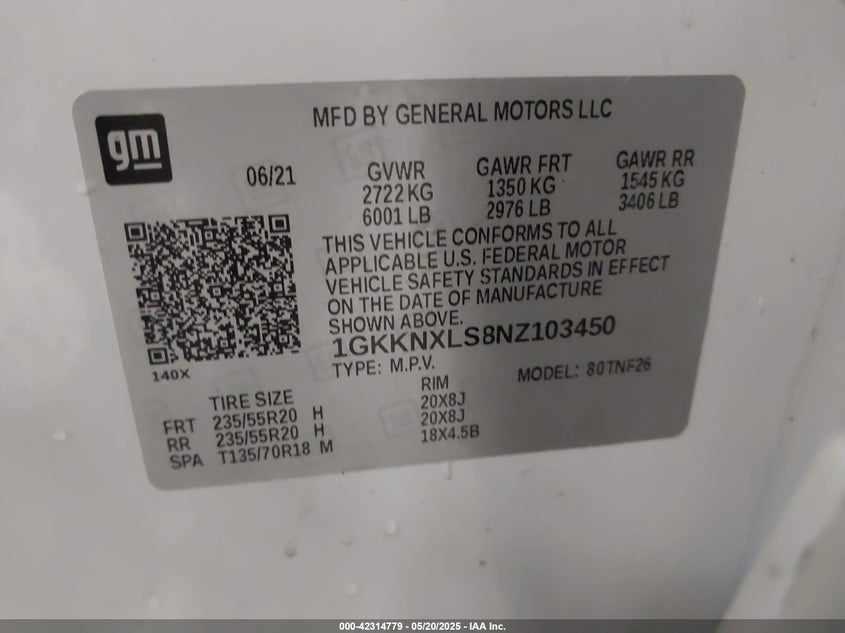 gm
MFD BY GENERAL MOTORS LLC
06/21
GVWR
2722 KG
6001 LB
GAWR FRT
1350 KG
2976 LB
GAWR RR
1545 KG
3406 LB
THIS VEHICLE CONFORMS TO ALL
APPLICABLE U.S. FEDERAL MOTOR
VEHICLE SAFETY STANDARDS IN EFFECT
ON THE DATE OF MANUFACTURE
SHOWN ABOVE.
1GKKNXLS8NZ103450
140X
TYPE: M.P.V.
MODEL: 80TNF26
TIRE SIZE RIM
FRT 235/55R20 H 20X8J
RR 235/55R20 H 20X8J
SPA T135/70R18 M 18X4.5B
000-42314779 — 05/20/2025 — IAA Inc.